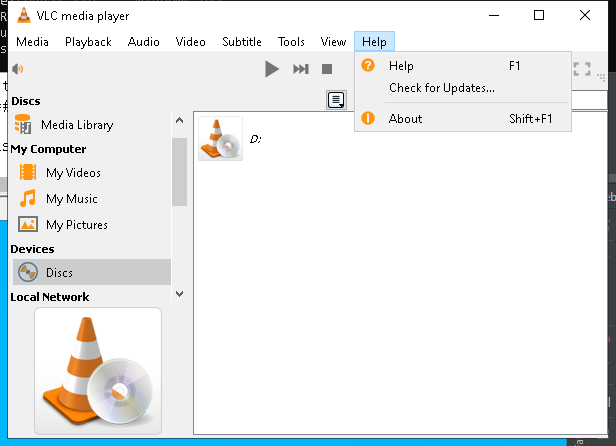 VLC media player
Media Playback Audio Video Subtitle Tools View Help
Help F1
Check for Updates...
About Shift+F1
Discs
Media Library
My Computer
My Videos
My Music
My Pictures
Devices
Discs
Local Network
D: